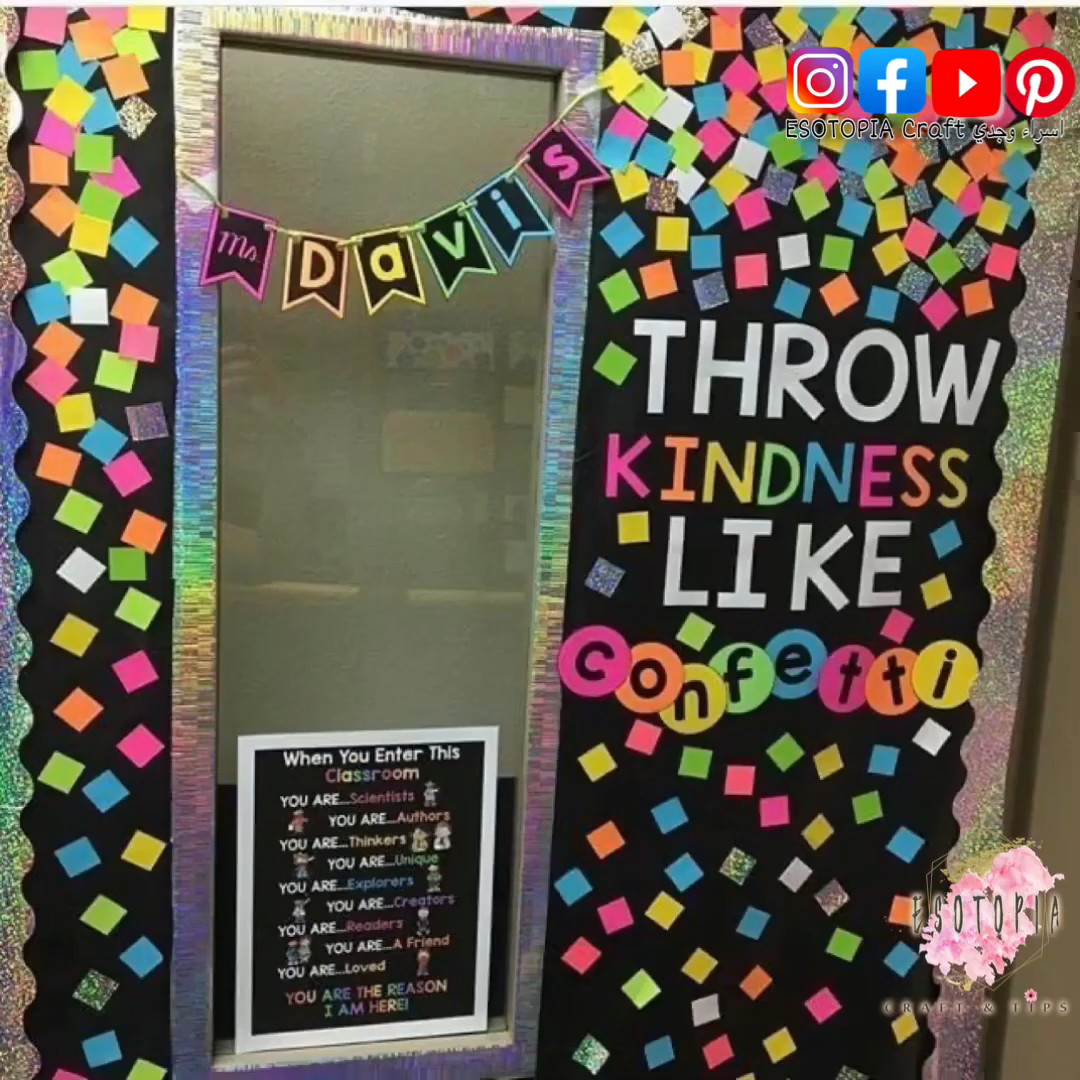 ESOTOPIA Craft اسراء وجدي
Ms. Davis
THROW
KINDNESS
LIKE
Confetti
When You Enter This
Classroom
YOU ARE...Scientists
YOU ARE...Authors
YOU ARE...Thinkers
YOU ARE...Unique
YOU ARE...Explorers
YOU ARE...Creators
YOU ARE...Readers
YOU ARE...A Friend
YOU ARE...Loved
YOU ARE THE REASON
I AM HERE!
ESOTOPIA
CRAFT & TIPS